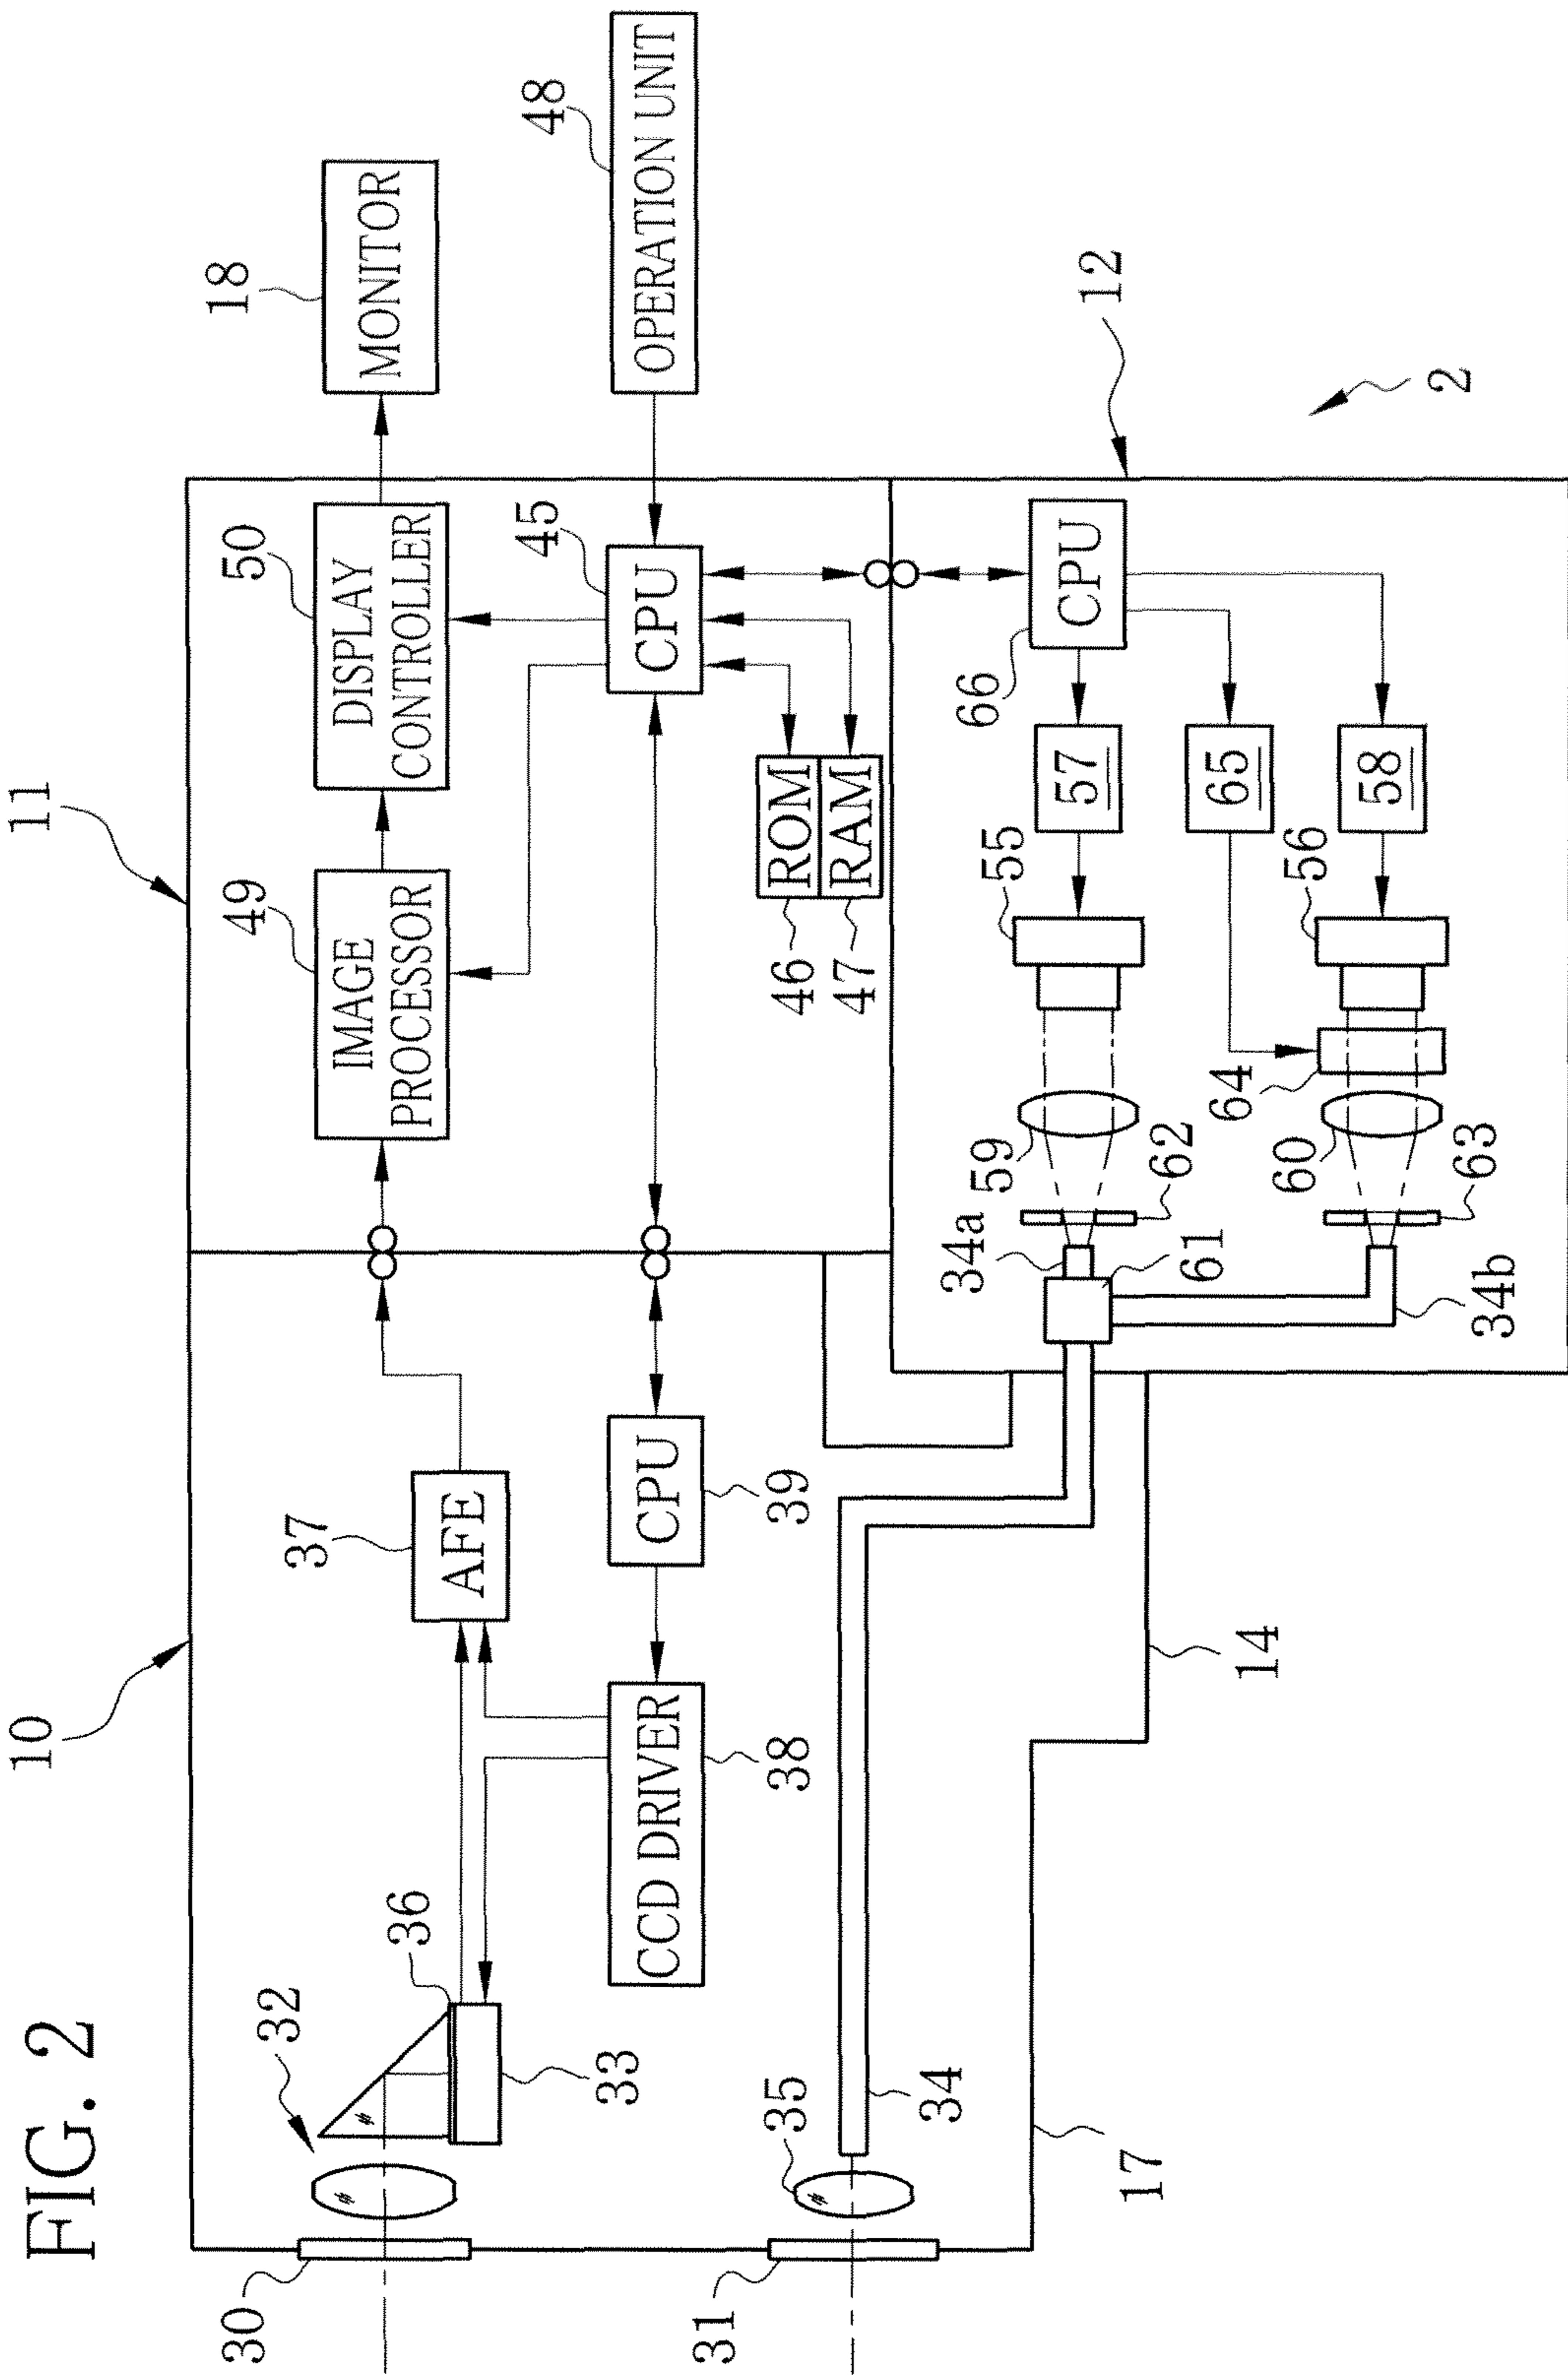 FIG. 2
10
11
30
32
36
37
49
IMAGE
PROCESSOR
50
DISPLAY
CONTROLLER
18
MONITOR
33
AFE
CCD DRIVER
38
CPU
39
45
CPU
48
OPERATION UNIT
31
35
34
46
ROM
47
RAM
17
14
34a
59
62
55
57
66
CPU
12
61
64
65
34b
63
60
56
58
2